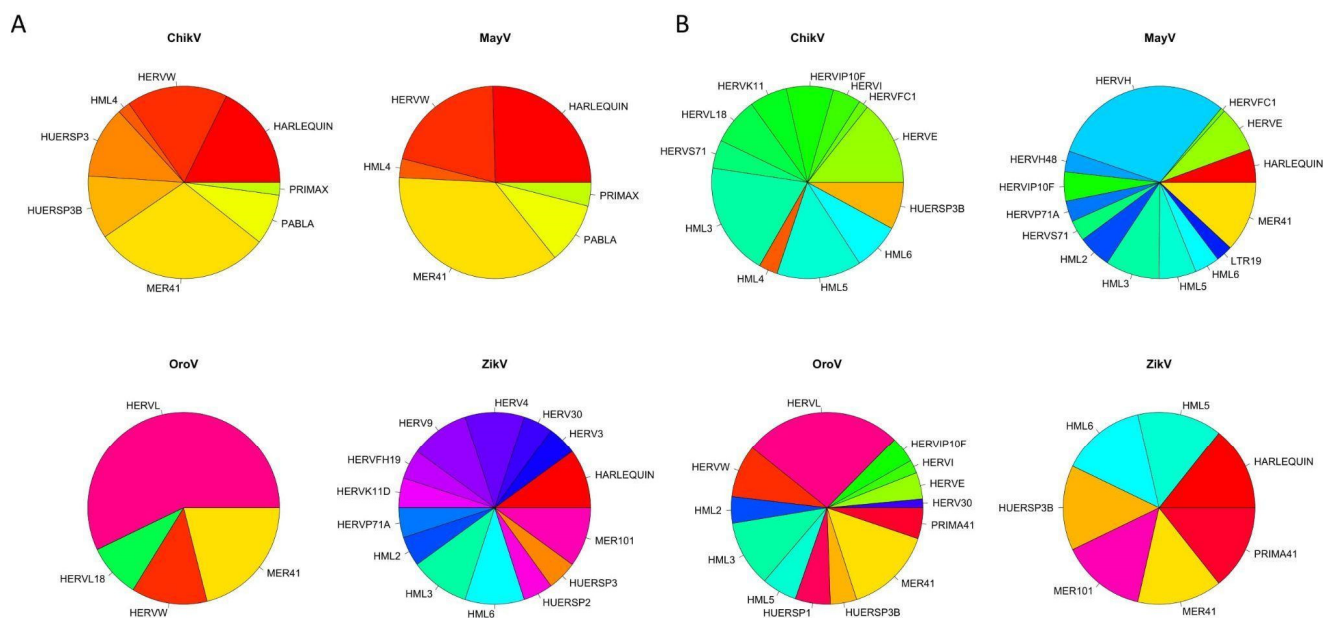 A
ChikV
HERVW
HML4
HARLEQUIN
HUERSP3
PRIMAX
HUERSP3B
PABLA
MER41
MayV
HARLEQUIN
HERVW
HML4
PRIMAX
PABLA
MER41
OroV
HERVL
HERVL18
MER41
HERVW
ZikV
HERV4
HERV30
HERV9
HERV3
HERVFH19
HARLEQUIN
HERVK11D
HERVP71A
MER101
HML2
HUERSP3
HML3
HUERSP2
HML6
B
ChikV
HERVIP10F
HERVK11
HERVI
HERVFC1
HERVL18
HERVE
HERVS71
HUERSP3B
HML3
HML6
HML4
HML5
MayV
HERVH
HERVFC1
HERVE
HERVH48
HARLEQUIN
HERVIP10F
HERVP71A
MER41
HERVS71
HML2
LTR19
HML6
HML3
HML5
OroV
HERVL
HERVIP10F
HERVW
HERVI
HERVE
HML2
HERV30
PRIMA41
HML3
MER41
HML5
HUERSP1
HUERSP3B
ZikV
HML5
HML6
HARLEQUIN
HUERSP3B
PRIMA41
MER101
MER41